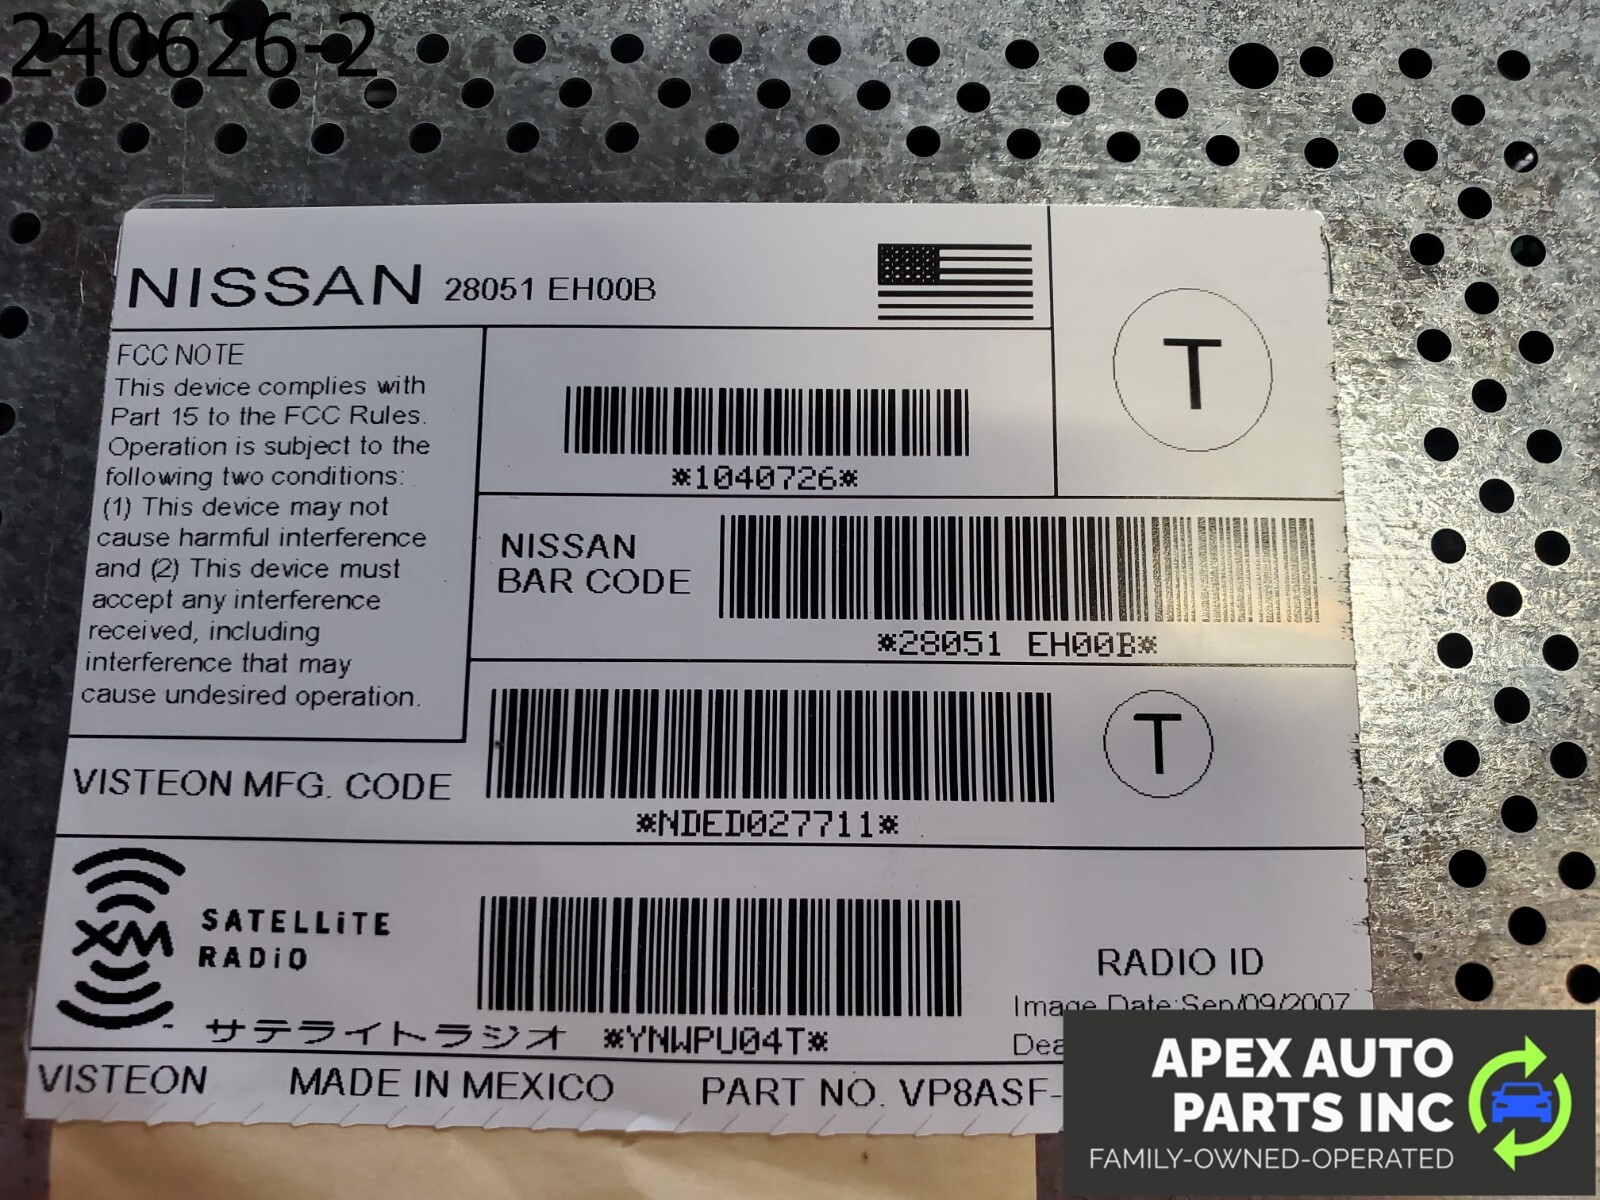 240626-2
NISSAN 28051 EH00B
T
FCC NOTE
This device complies with
Part 15 to the FCC Rules.
Operation is subject to the
following two conditions:
(1) This device may not
cause harmful interference
and (2) This device must
accept any interference
received, including
interference that may
cause undesired operation.
*1040726*
NISSAN
BAR CODE
*28051 EH00B*
VISTEON MFG. CODE
*NDED027711*
T
XM SATELLiTE
RADiO
サテライトラジオ *YNWPU04T*
RADIO ID
Image Date:Sep/09/2007
VISTEON MADE IN MEXICO PART NO. VP8ASF-
APEX AUTO
PARTS INC
FAMILY-OWNED-OPERATED